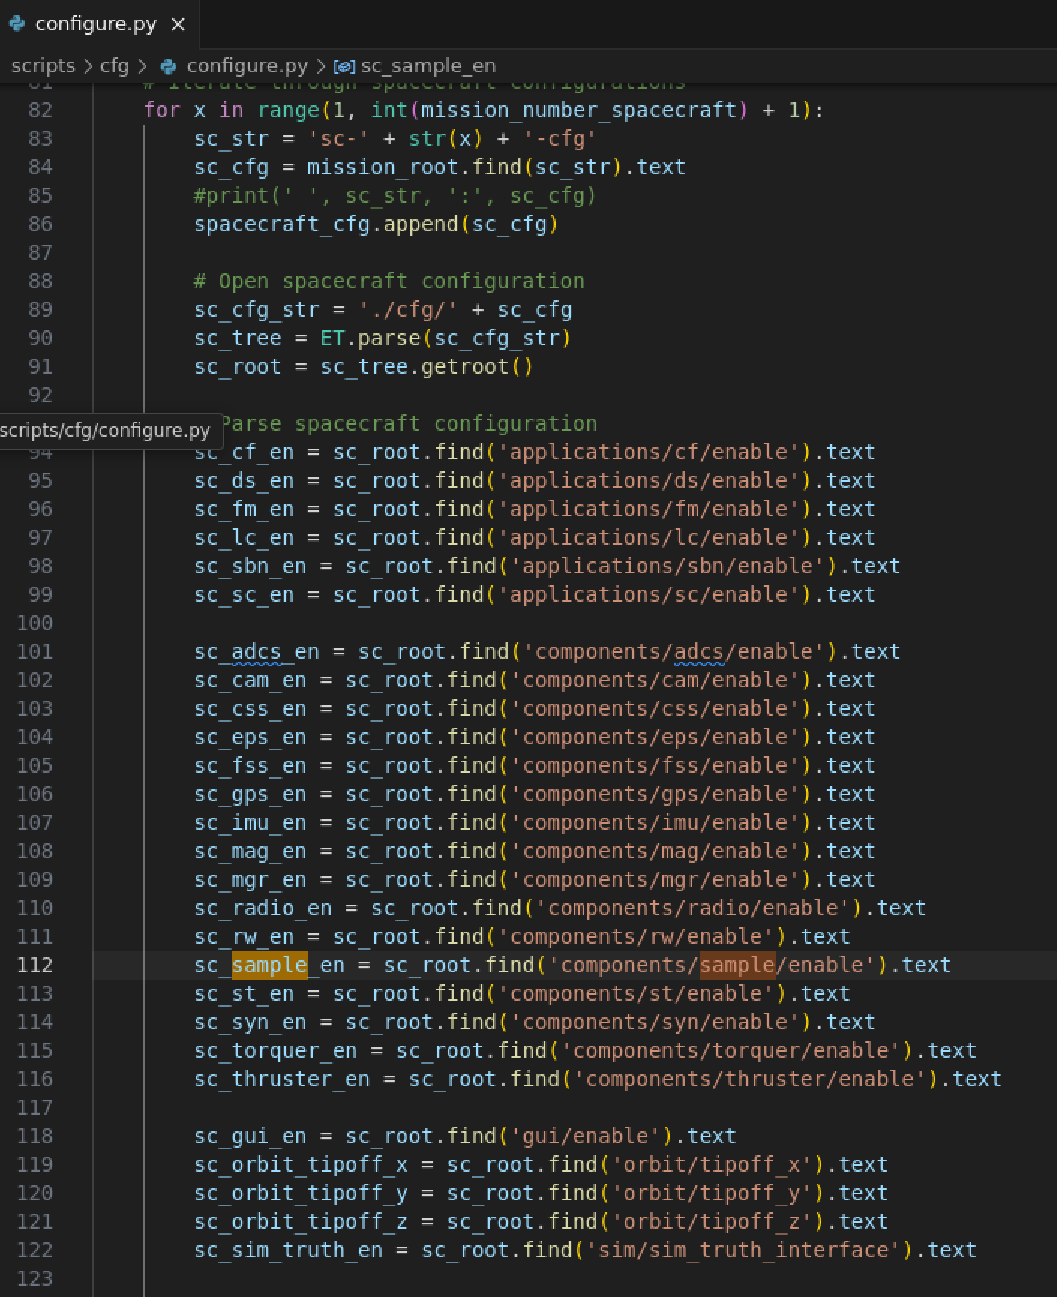 configure.py ×
scripts > cfg > configure.py > sc_sample_en
81 # Iterate through spacecraft configurations
82 for x in range(1, int(mission_number_spacecraft) + 1):
83 sc_str = 'sc-' + str(x) + '-cfg'
84 sc_cfg = mission_root.find(sc_str).text
85 #print(' ', sc_str, ':', sc_cfg)
86 spacecraft_cfg.append(sc_cfg)
87
88 # Open spacecraft configuration
89 sc_cfg_str = './cfg/' + sc_cfg
90 sc_tree = ET.parse(sc_cfg_str)
91 sc_root = sc_tree.getroot()
92
scripts/cfg/configure.py Parse spacecraft configuration
94 sc_cf_en = sc_root.find('applications/cf/enable').text
95 sc_ds_en = sc_root.find('applications/ds/enable').text
96 sc_fm_en = sc_root.find('applications/fm/enable').text
97 sc_lc_en = sc_root.find('applications/lc/enable').text
98 sc_sbn_en = sc_root.find('applications/sbn/enable').text
99 sc_sc_en = sc_root.find('applications/sc/enable').text
100
101 sc_adcs_en = sc_root.find('components/adcs/enable').text
102 sc_cam_en = sc_root.find('components/cam/enable').text
103 sc_css_en = sc_root.find('components/css/enable').text
104 sc_eps_en = sc_root.find('components/eps/enable').text
105 sc_fss_en = sc_root.find('components/fss/enable').text
106 sc_gps_en = sc_root.find('components/gps/enable').text
107 sc_imu_en = sc_root.find('components/imu/enable').text
108 sc_mag_en = sc_root.find('components/mag/enable').text
109 sc_mgr_en = sc_root.find('components/mgr/enable').text
110 sc_radio_en = sc_root.find('components/radio/enable').text
111 sc_rw_en = sc_root.find('components/rw/enable').text
112 sc_sample_en = sc_root.find('components/sample/enable').text
113 sc_st_en = sc_root.find('components/st/enable').text
114 sc_syn_en = sc_root.find('components/syn/enable').text
115 sc_torquer_en = sc_root.find('components/torquer/enable').text
116 sc_thruster_en = sc_root.find('components/thruster/enable').text
117
118 sc_gui_en = sc_root.find('gui/enable').text
119 sc_orbit_tipoff_x = sc_root.find('orbit/tipoff_x').text
120 sc_orbit_tipoff_y = sc_root.find('orbit/tipoff_y').text
121 sc_orbit_tipoff_z = sc_root.find('orbit/tipoff_z').text
122 sc_sim_truth_en = sc_root.find('sim/sim_truth_interface').text
123